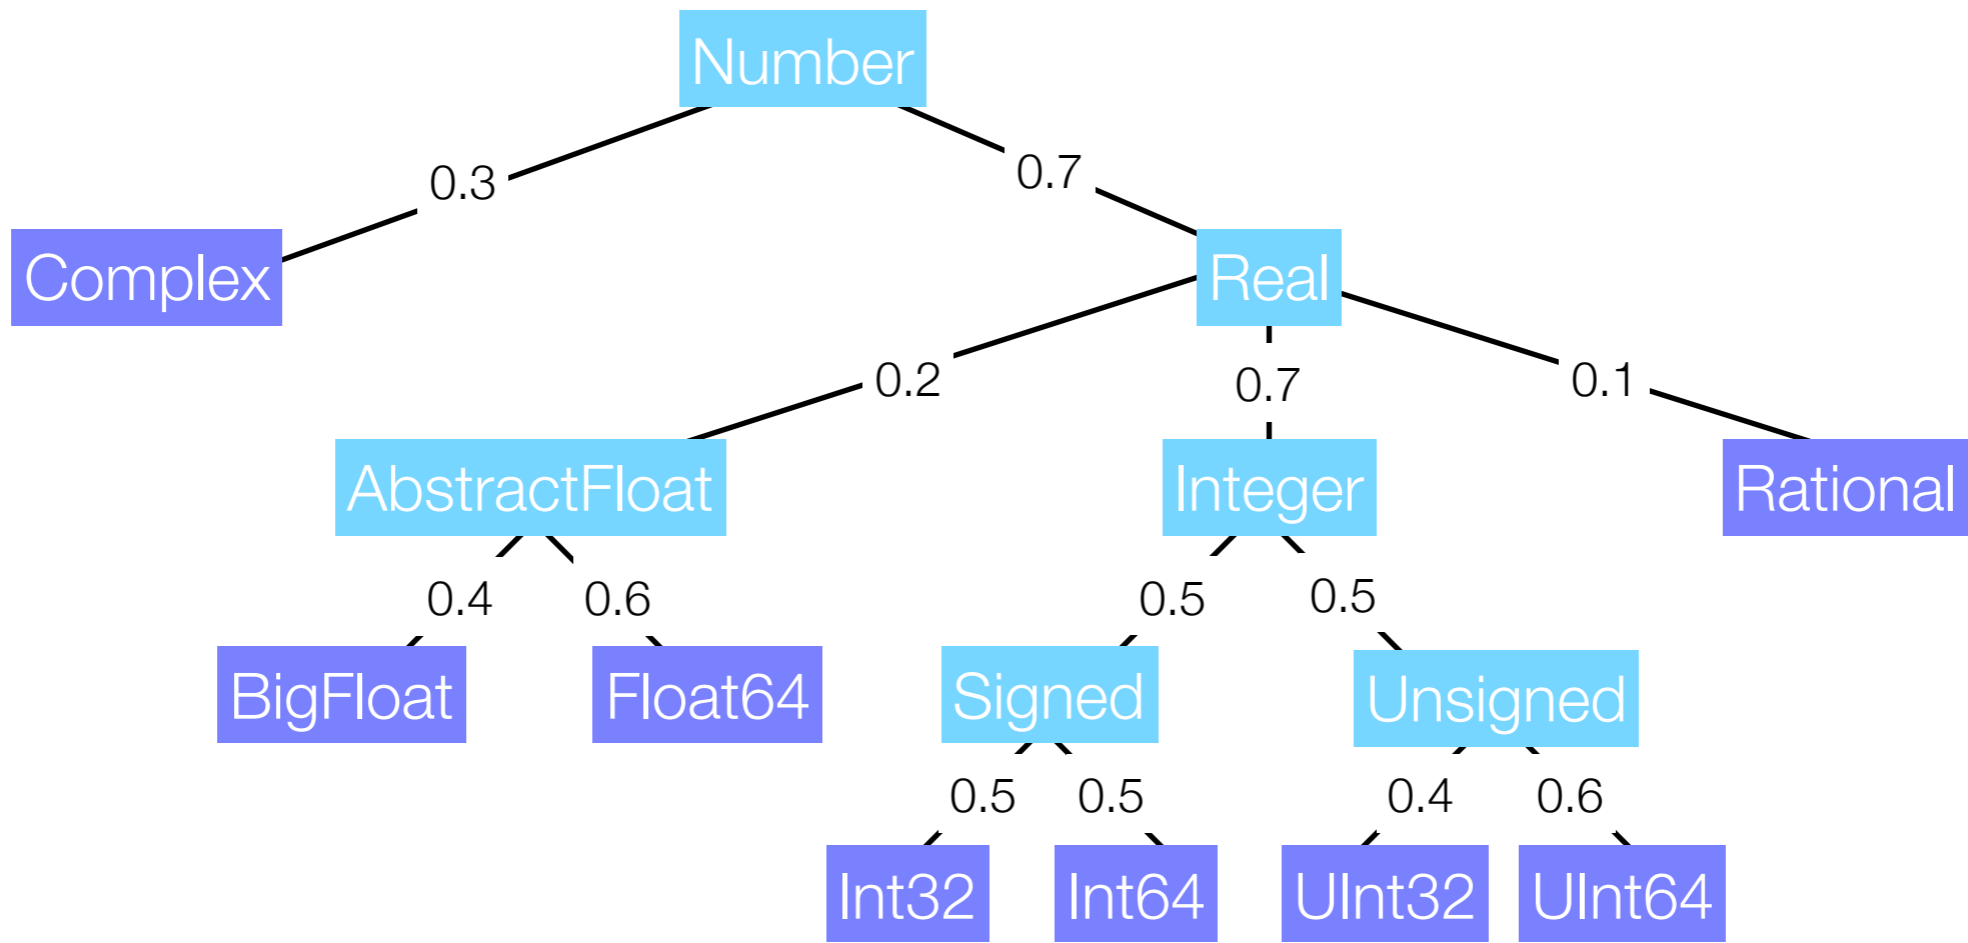 Number
0.3
0.7
Complex
Real
0.2
0.7
0.1
AbstractFloat
Integer
Rational
0.4
0.6
0.5
0.5
BigFloat
Float64
Signed
Unsigned
0.5
0.5
0.4
0.6
Int32
Int64
UInt32
UInt64